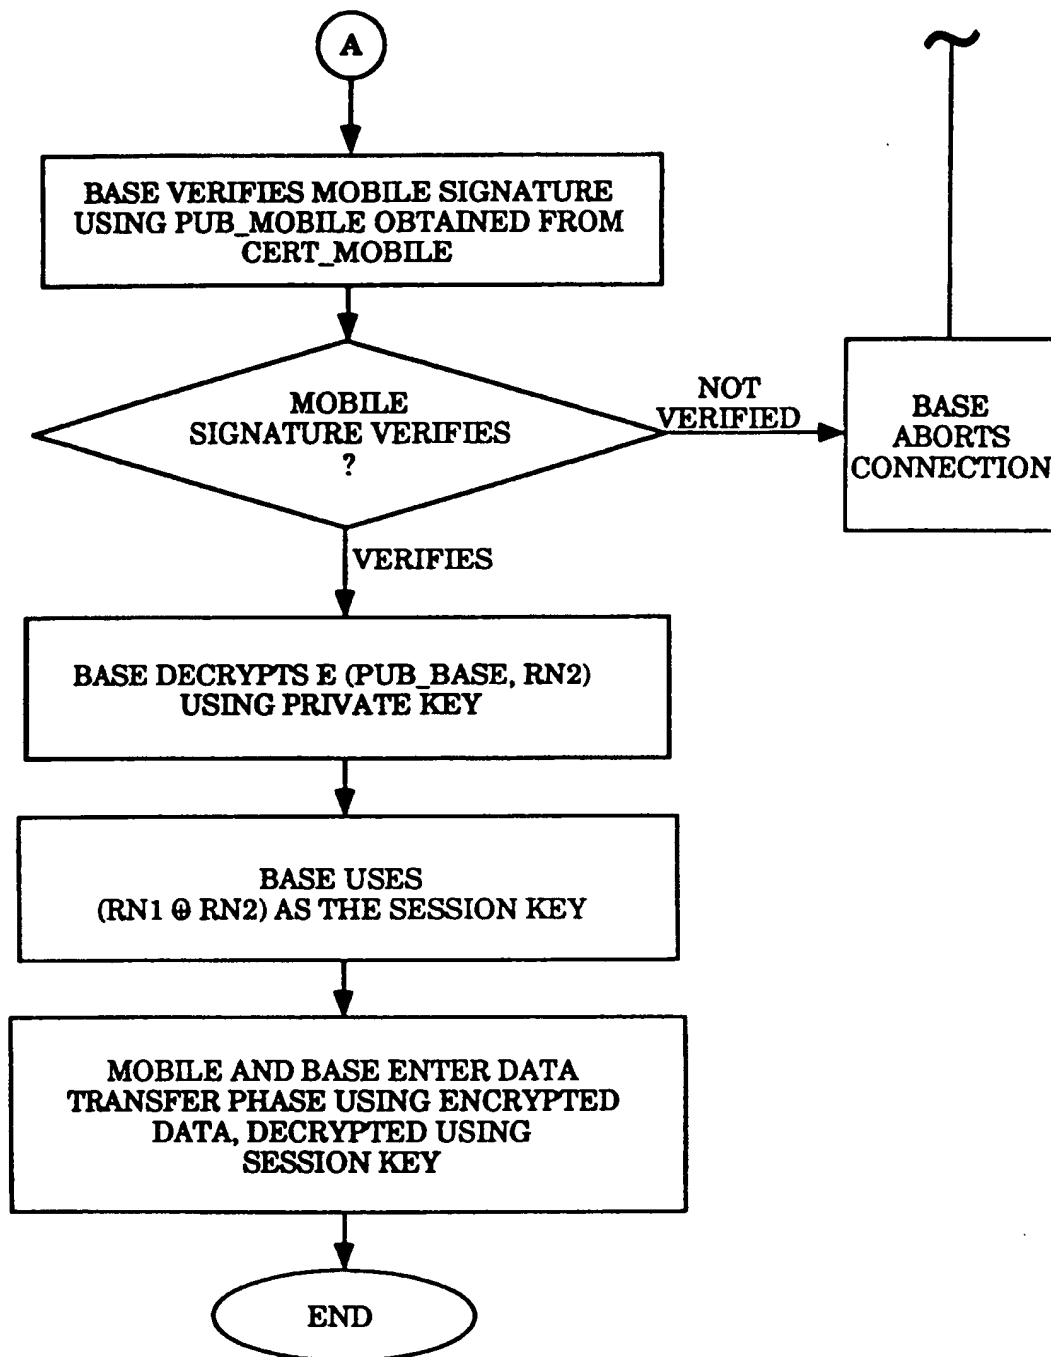 A
BASE VERIFIES MOBILE SIGNATURE
USING PUB_MOBILE OBTAINED FROM
CERT_MOBILE
MOBILE
SIGNATURE VERIFIES
?
NOT
VERIFIED
BASE
ABORTS
CONNECTION
VERIFIES
BASE DECRYPTS E (PUB_BASE, RN2)
USING PRIVATE KEY
BASE USES
(RN1 ⊕ RN2) AS THE SESSION KEY
MOBILE AND BASE ENTER DATA
TRANSFER PHASE USING ENCRYPTED
DATA, DECRYPTED USING
SESSION KEY
END